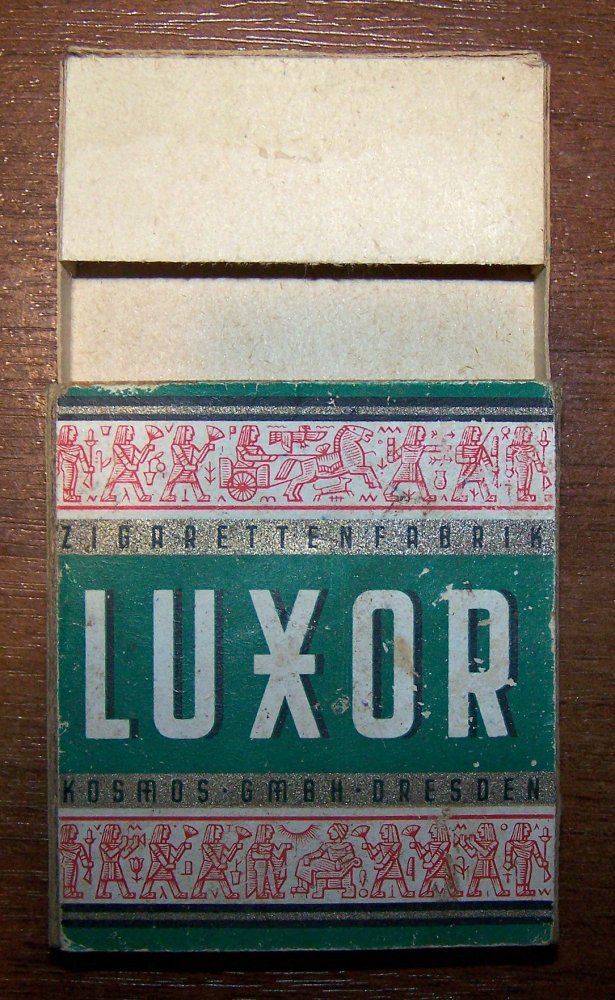 ZIGARETTENFABRIK
LUXOR
KOSMOS · GMBH · DRESDEN